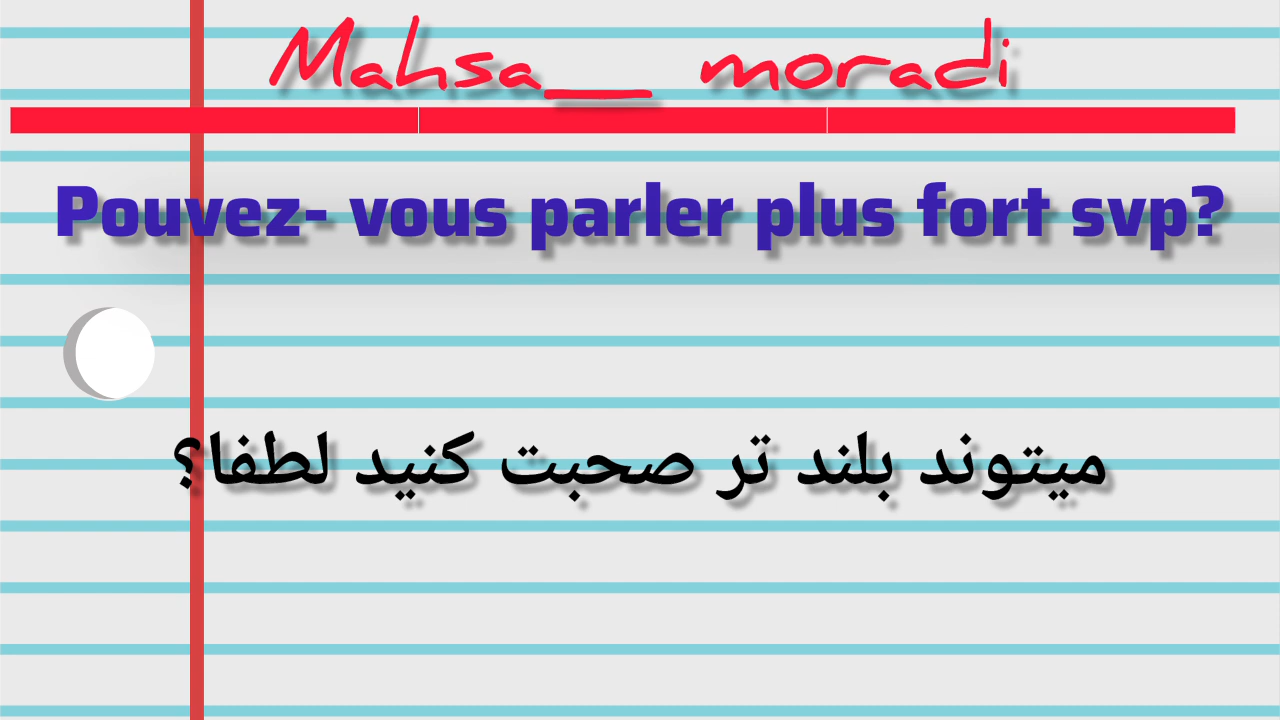 Mahsa__ moradi
Pouvez- vous parler plus fort svp?
میتوند بلند تر صحبت کنید لطفا؟